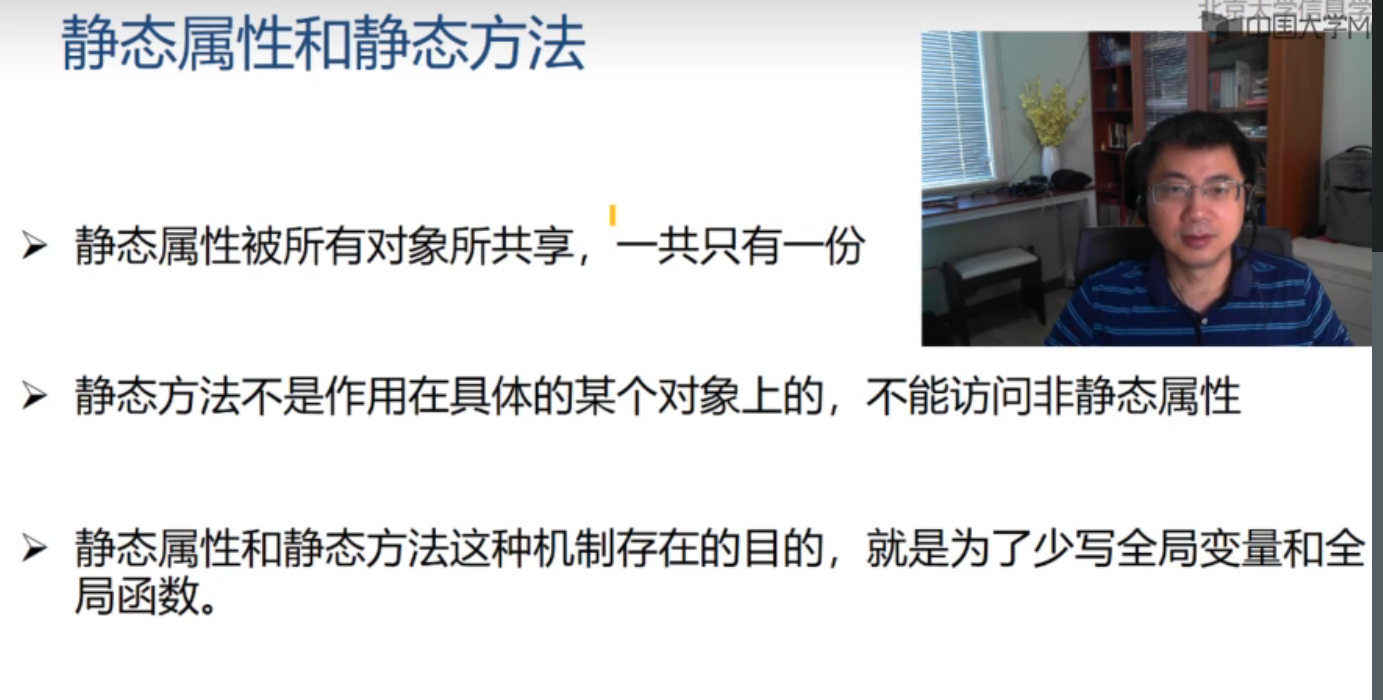 静态属性和静态方法
北京大学信息学
中国大学M
静态属性被所有对象所共享，一共只有一份
静态方法不是作用在具体的某个对象上的，不能访问非静态属性
静态属性和静态方法这种机制存在的目的，就是为了少写全局变量和全
局函数。